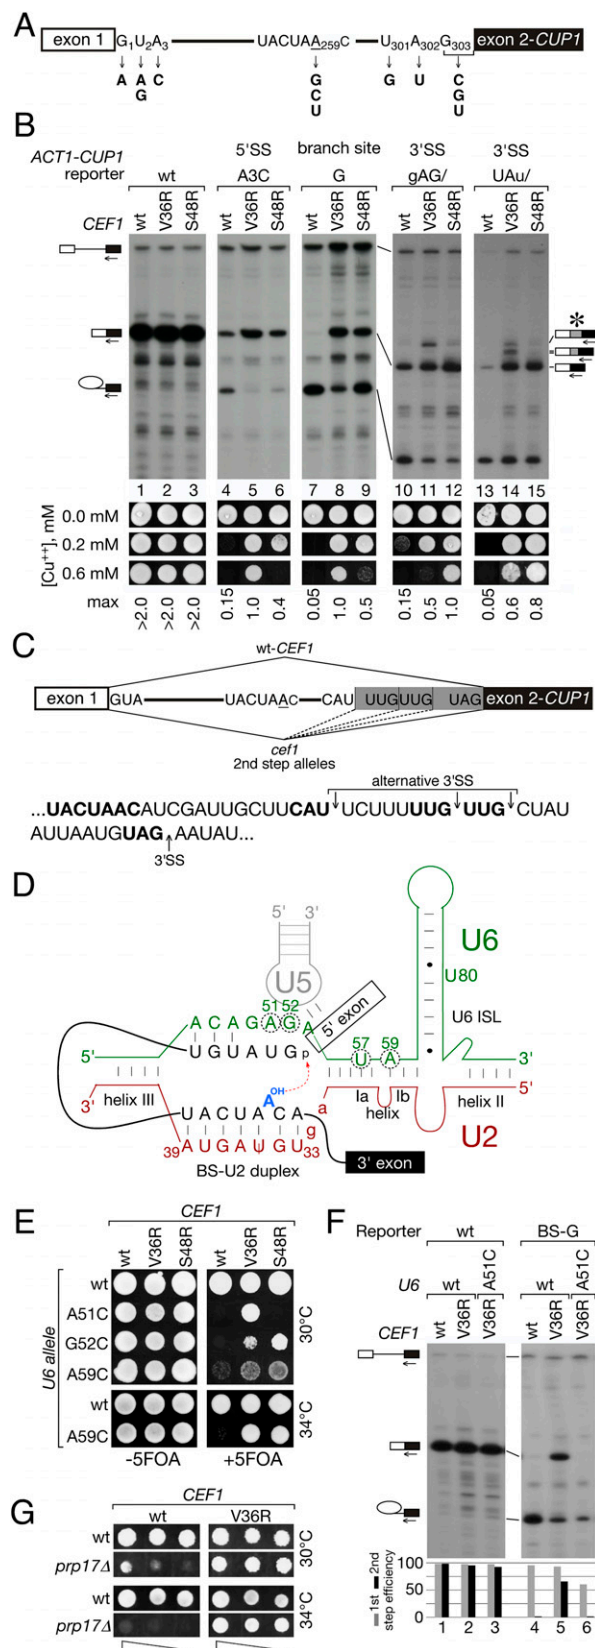 A
exon 1 G1U2A3 UACUAA259C U301A302G303 exon 2-CUP1
A A C G U C
G C G
U U
B
5'SS branch site 3'SS 3'SS
ACT1-CUP1 reporter wt A3C G gAG/ UAu/
CEF1 wt V36R S48R wt V36R S48R wt V36R S48R wt V36R S48R wt V36R S48R
*
1 2 3 4 5 6 7 8 9 10 11 12 13 14 15
[Cu++], mM
0.0 mM
0.2 mM
0.6 mM
max >2.0 >2.0 >2.0 0.15 1.0 0.4 0.05 1.0 0.5 0.15 0.5 1.0 0.05 0.6 0.8
C
wt-CEF1
exon 1 GUA UACUAAC CAU UUG UUG UAG exon 2-CUP1
cef1
2nd step alleles
alternative 3'SS
...UACUAACAUCGAUUGCUUCAU UCUUUUUG UUG CUAU
AUUAAUGUAG AAUAU...
3'SS
D
5' 3'
U5
U6
U80
U6 ISL
51 52
A C A G A G A
5' exon
57 59
U A
5' U G U A U G p 3'
3' helix III AOH a Ia Ib helix helix II 5'
U A C U A C A g U2
39 A U G A U Ψ G U 33
BS-U2 duplex 3' exon
E
CEF1
wt V36R S48R wt V36R S48R
U6 allele
wt
A51C
G52C
A59C
30°C
wt
A59C
34°C
-5FOA +5FOA
F
Reporter wt BS-G
U6 wt A51C wt A51C
CEF1 wt V36R V36R wt V36R V36R
1st 2nd
step efficiency
100
50
0
1 2 3 4 5 6
G
CEF1
wt V36R
wt
prp17Δ
30°C
wt
prp17Δ
34°C